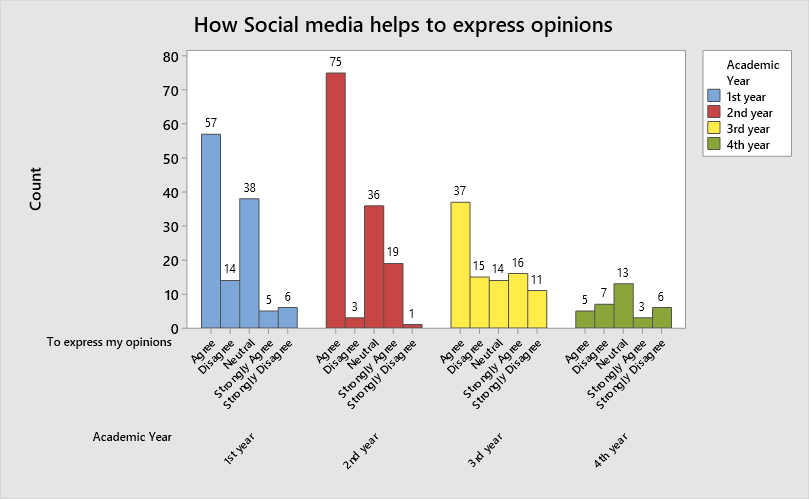 How Social media helps to express opinions
Academic
Year
1st year
2nd year
3rd year
4th year
Count
80
70
60
50
40
30
20
10
0
57
14
38
5
6
75
3
36
19
1
37
15
14
16
11
5
7
13
3
6
To express my opinions
Agree
Disagree
Neutral
Strongly Agree
Strongly Disagree
Agree
Disagree
Neutral
Strongly Agree
Strongly Disagree
Agree
Disagree
Neutral
Strongly Agree
Strongly Disagree
Agree
Disagree
Neutral
Strongly Agree
Strongly Disagree
Academic Year
1st year
2nd year
3rd year
4th year